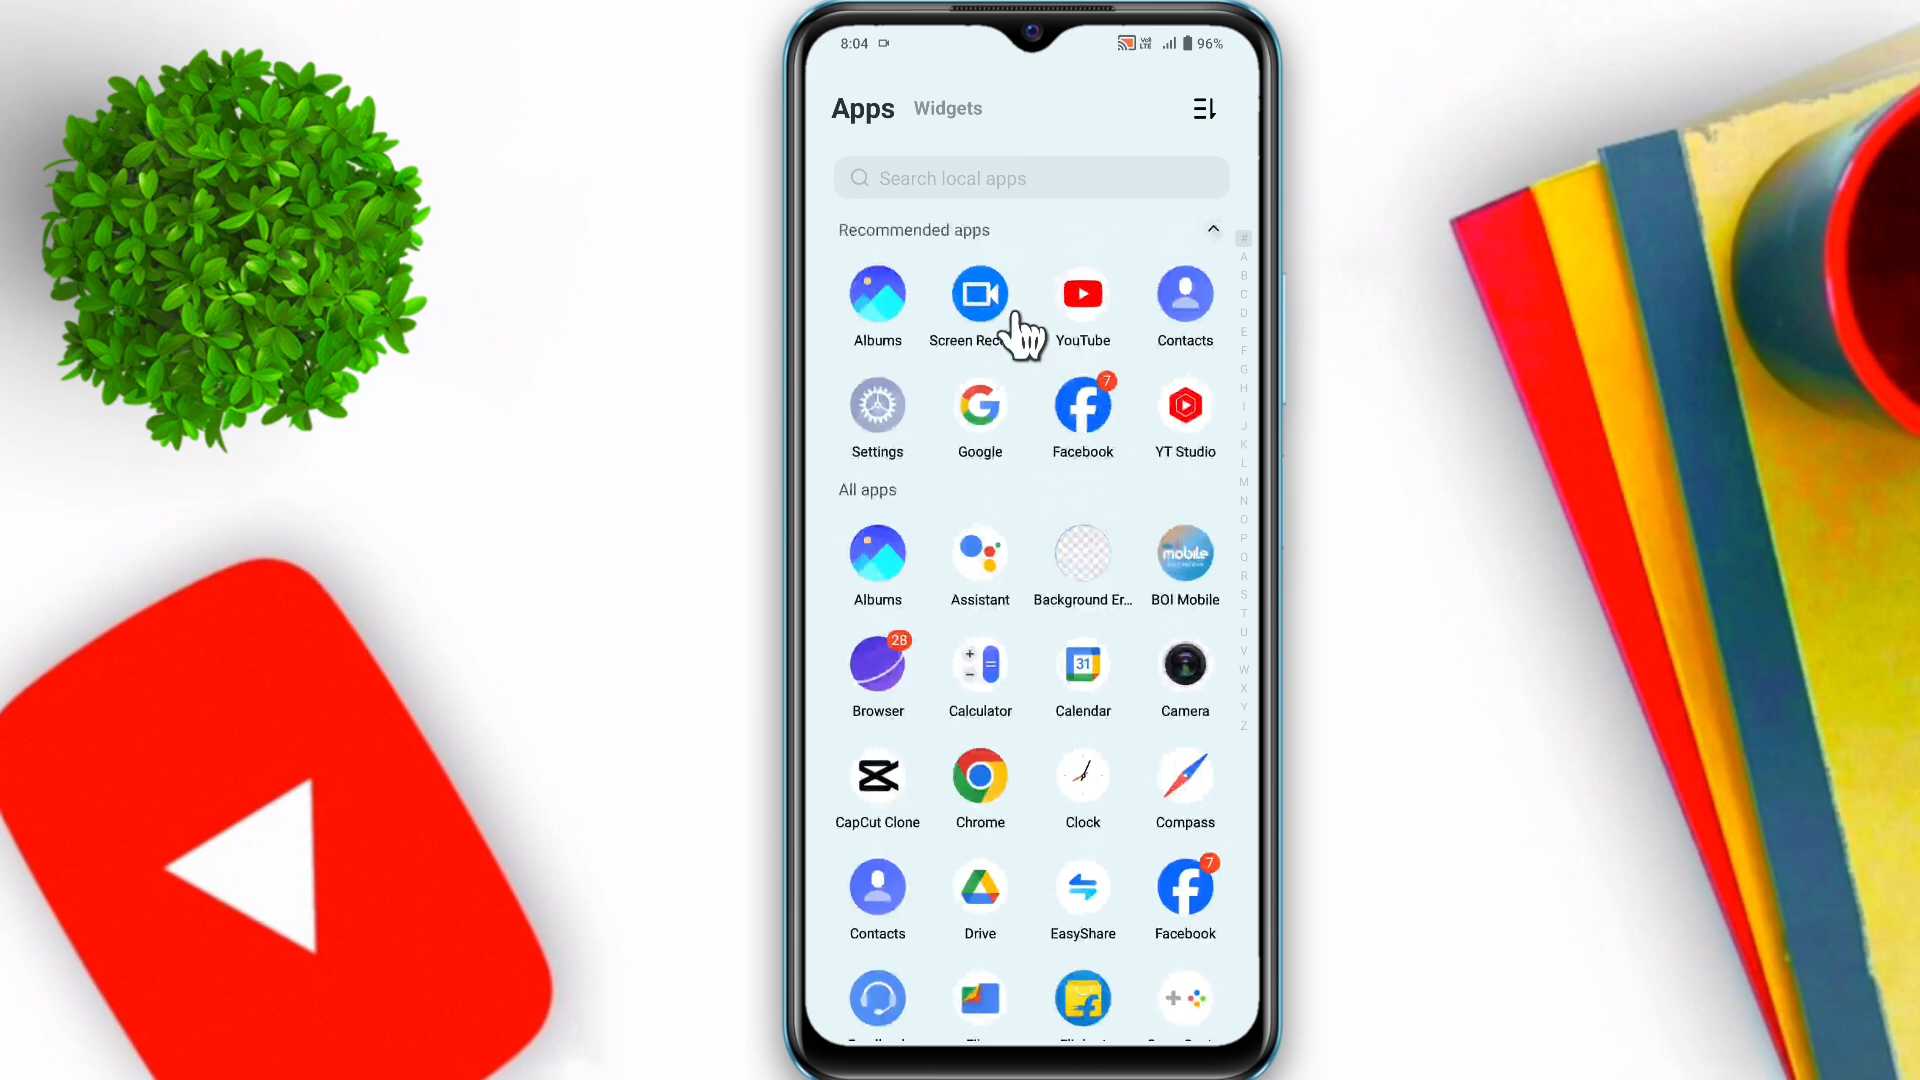 8:04 Vo) LTE 96%
Apps Widgets
Search local apps
Recommended apps
#
A
B
C
D
E
F
G
H
I
J
K
L
M
N
O
P
Q
R
S
T
U
V
W
X
Y
Z
Albums YouTube Contacts
7
Settings Google Facebook YT Studio
All apps
mobile
Albums Assistant Background Er... BOI Mobile
28 31
Browser Calculator Calendar Camera
CapCut Clone Chrome Clock Compass
7
Contacts Drive EasyShare Facebook